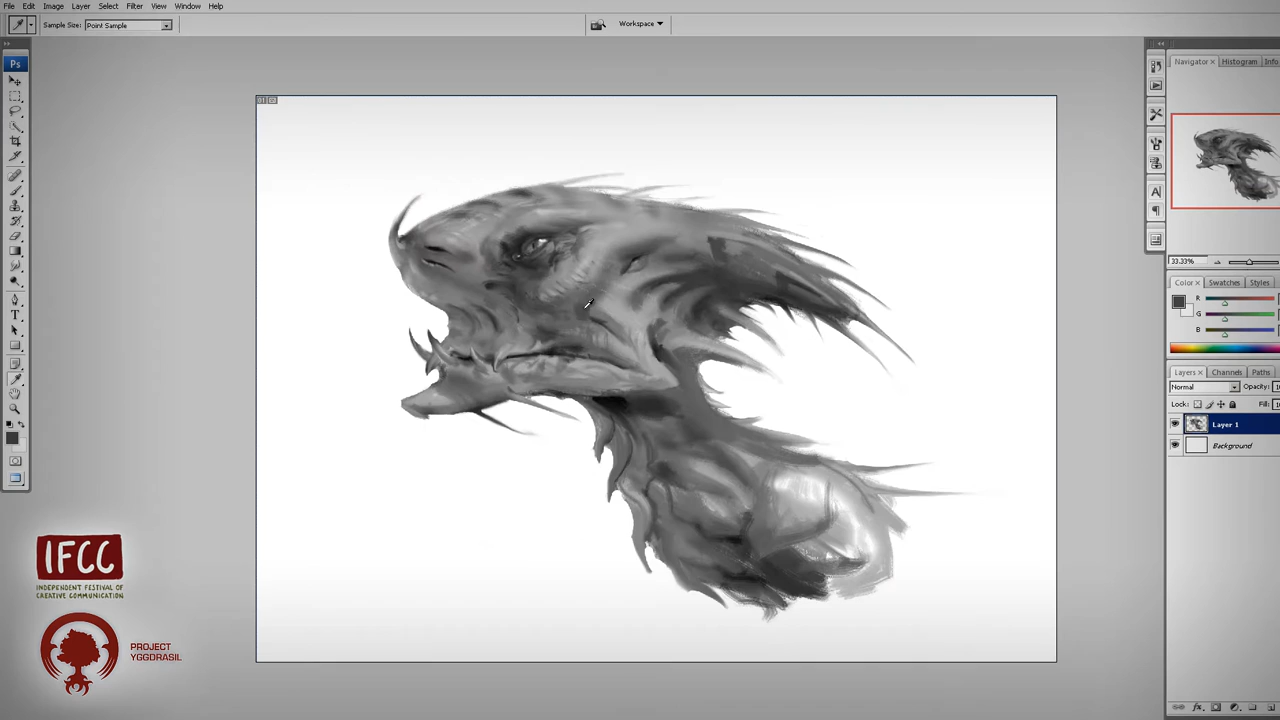 File Edit Image Layer Select Filter View Window Help
Sample Size: Point Sample
Workspace
Ps
Navigator Histogram Info
33.33%
Color Swatches Styles
R
G
B
Layers Channels Paths
Normal Opacity:
Lock: Fill:
Layer 1
Background
T
A
IFCC
INDEPENDENT FESTIVAL OF
CREATIVE COMMUNICATION
PROJECT
YGGDRASIL